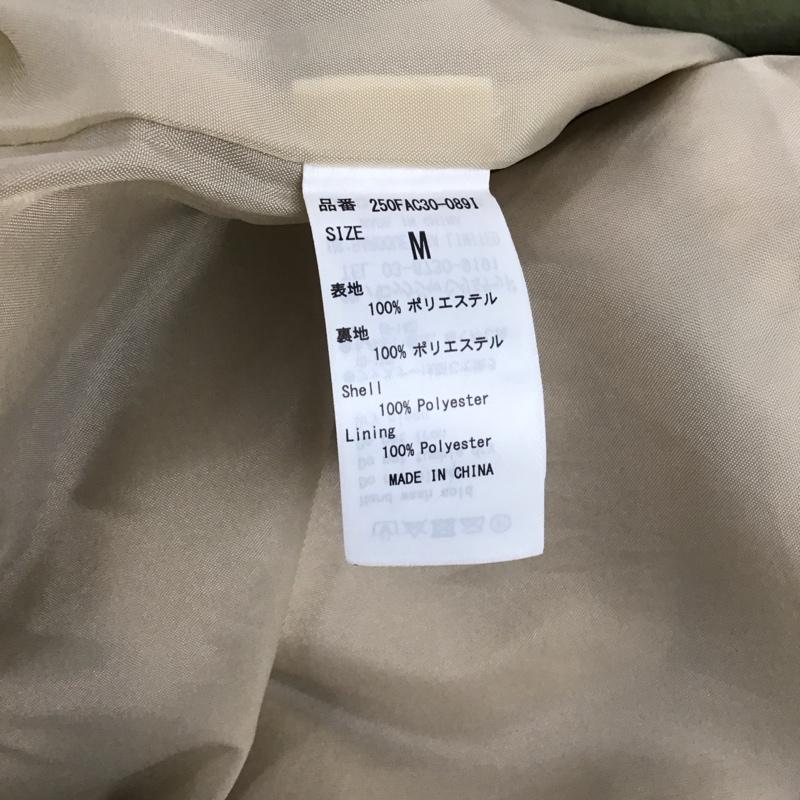 品番 250FAC30-0891
SIZE M
表地
100% ポリエステル
裏地
100% ポリエステル
Shell
100% Polyester
Lining
100% Polyester
MADE IN CHINA